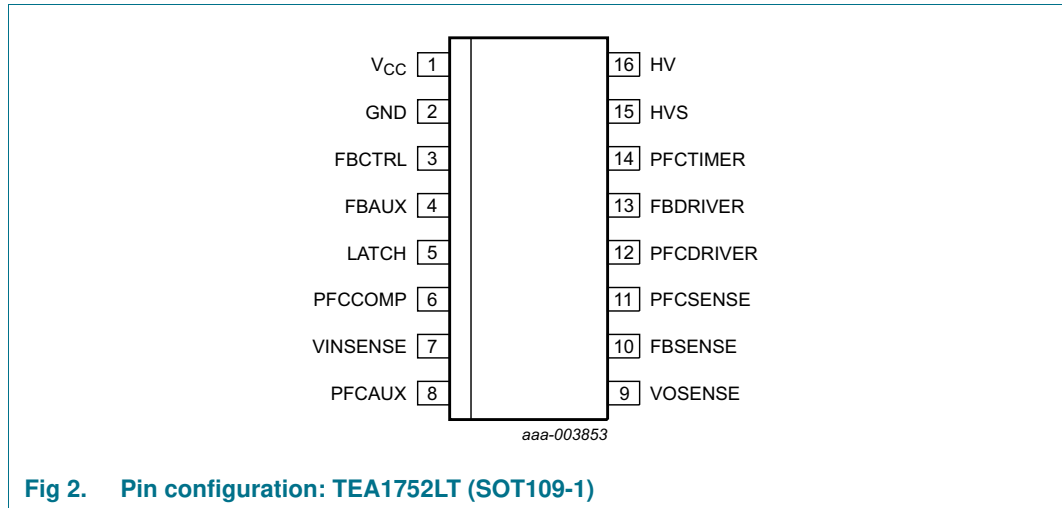 VCC 1 16 HV
GND 2 15 HVS
FBCTRL 3 14 PFCTIMER
FBAUX 4 13 FBDRIVER
LATCH 5 12 PFCDRIVER
PFCCOMP 6 11 PFCSENSE
VINSENSE 7 10 FBSENSE
PFCAUX 8 9 VOSENSE
aaa-003853
Fig 2. Pin configuration: TEA1752LT (SOT109-1)